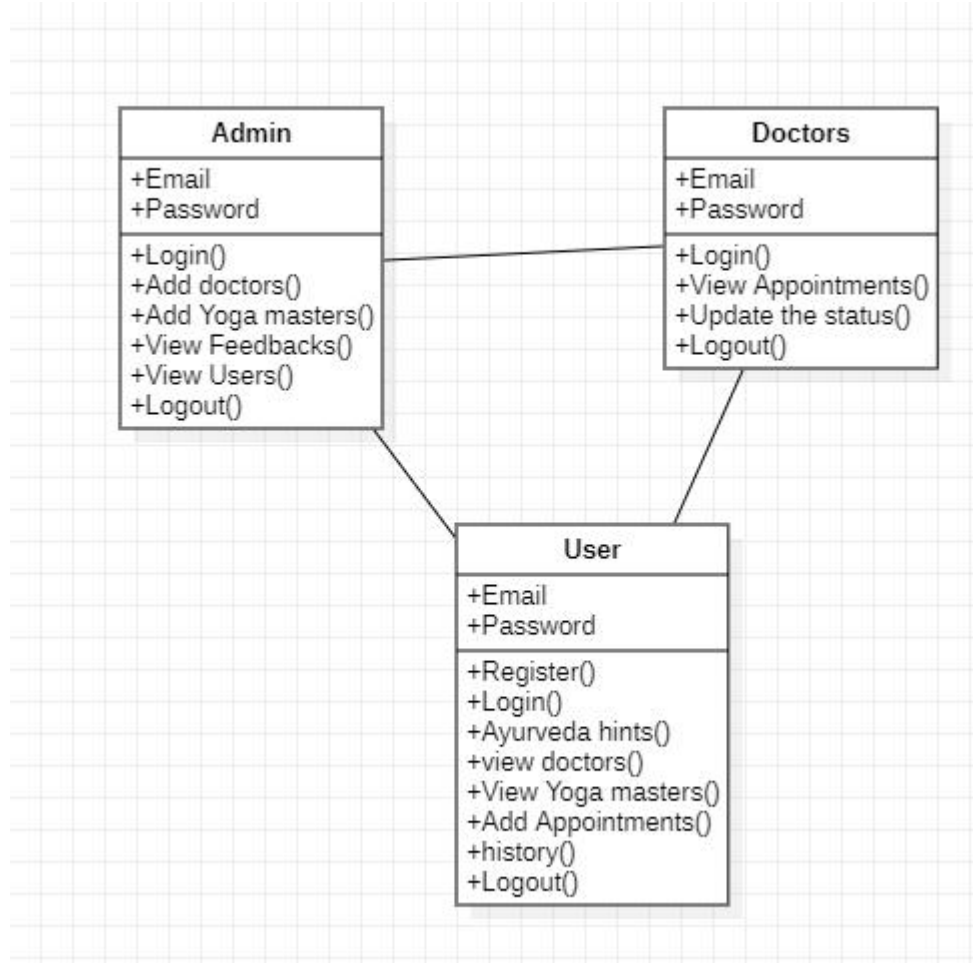 Admin
+Email
+Password
+Login()
+Add doctors()
+Add Yoga masters()
+View Feedbacks()
+View Users()
+Logout()
Doctors
+Email
+Password
+Login()
+View Appointments()
+Update the status()
+Logout()
User
+Email
+Password
+Register()
+Login()
+Ayurveda hints()
+view doctors()
+View Yoga masters()
+Add Appointments()
+history()
+Logout()